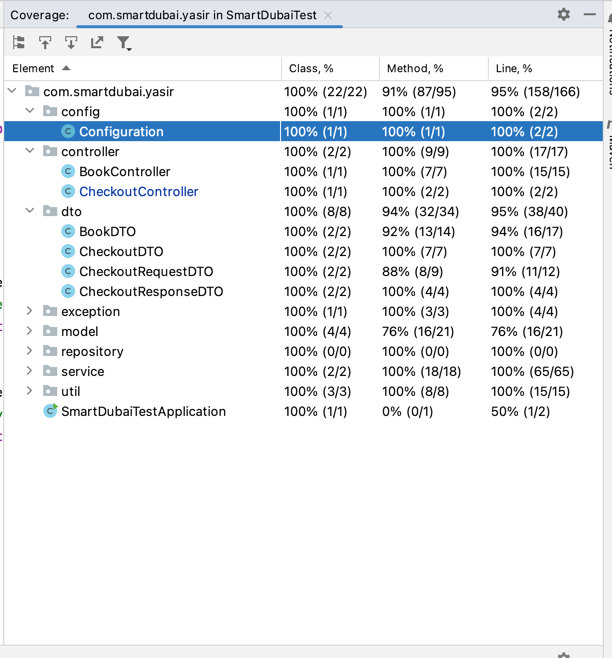 Coverage: com.smartdubai.yasir in SmartDubaiTest
Element Class, % Method, % Line, %
com.smartdubai.yasir 100% (22/22) 91% (87/95) 95% (158/166)
config 100% (1/1) 100% (1/1) 100% (2/2)
Configuration 100% (1/1) 100% (1/1) 100% (2/2)
controller 100% (2/2) 100% (9/9) 100% (17/17)
BookController 100% (1/1) 100% (7/7) 100% (15/15)
CheckoutController 100% (1/1) 100% (2/2) 100% (2/2)
dto 100% (8/8) 94% (32/34) 95% (38/40)
BookDTO 100% (2/2) 92% (13/14) 94% (16/17)
CheckoutDTO 100% (2/2) 100% (7/7) 100% (7/7)
CheckoutRequestDTO 100% (2/2) 88% (8/9) 91% (11/12)
CheckoutResponseDTO 100% (2/2) 100% (4/4) 100% (4/4)
exception 100% (1/1) 100% (3/3) 100% (4/4)
model 100% (4/4) 76% (16/21) 76% (16/21)
repository 100% (0/0) 100% (0/0) 100% (0/0)
service 100% (2/2) 100% (18/18) 100% (65/65)
util 100% (3/3) 100% (8/8) 100% (15/15)
SmartDubaiTestApplication 100% (1/1) 0% (0/1) 50% (1/2)